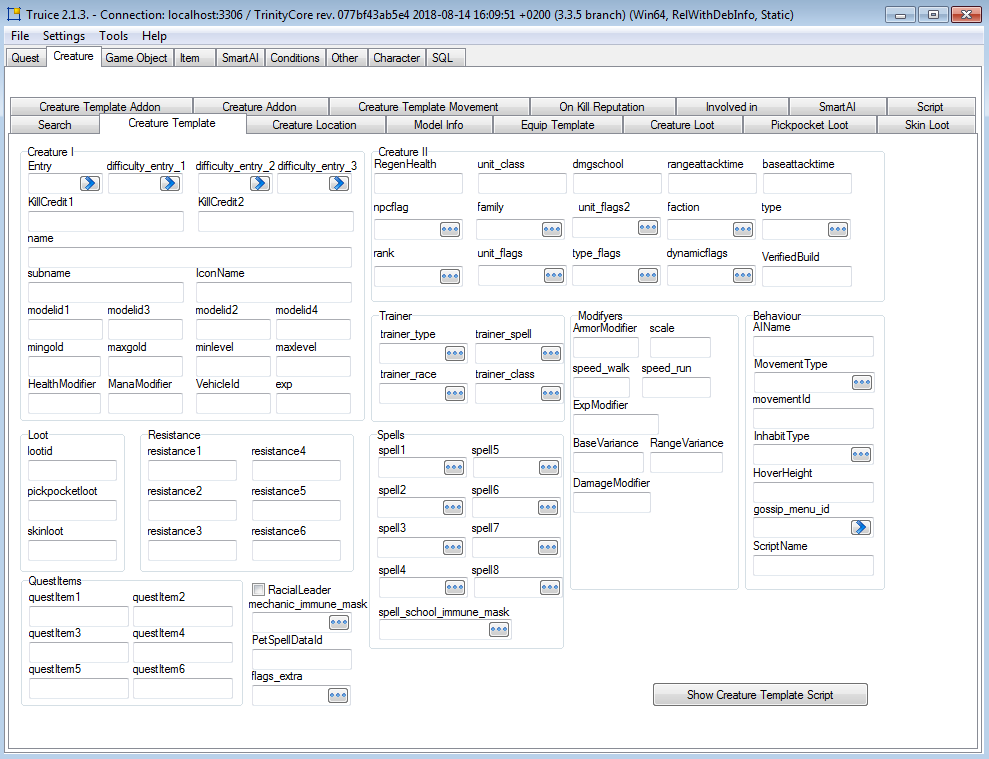 Truice 2.1.3. - Connection: localhost:3306 / TrinityCore rev. 077bf43ab5e4 2018-08-14 16:09:51 +0200 (3.3.5 branch) (Win64, RelWithDebInfo, Static)
File Settings Tools Help
Quest Creature Game Object Item SmartAI Conditions Other Character SQL
Creature Template Addon Creature Addon Creature Template Movement On Kill Reputation Involved in SmartAI Script
Search Creature Template Creature Location Model Info Equip Template Creature Loot Pickpocket Loot Skin Loot
Creature I
Entry difficulty_entry_1 difficulty_entry_2 difficulty_entry_3
KillCredit1 KillCredit2
name
subname IconName
modelid1 modelid3 modelid2 modelid4
mingold maxgold minlevel maxlevel
HealthModifier ManaModifier VehicleId exp
Creature II
RegenHealth unit_class dmgschool rangeattacktime baseattacktime
npcflag family unit_flags2 faction type
rank unit_flags type_flags dynamicflags VerifiedBuild
Trainer
trainer_type trainer_spell
trainer_race trainer_class
Modifyers
ArmorModifier scale
speed_walk speed_run
ExpModifier
BaseVariance RangeVariance
DamageModifier
Behaviour
AIName
MovementType
movementId
InhabitType
HoverHeight
gossip_menu_id
ScriptName
Loot
lootid
pickpocketloot
skinloot
Resistance
resistance1 resistance4
resistance2 resistance5
resistance3 resistance6
Spells
spell1 spell5
spell2 spell6
spell3 spell7
spell4 spell8
spell_school_immune_mask
QuestItems
questItem1 questItem2
questItem3 questItem4
questItem5 questItem6
RacialLeader
mechanic_immune_mask
PetSpellDataId
flags_extra
Show Creature Template Script